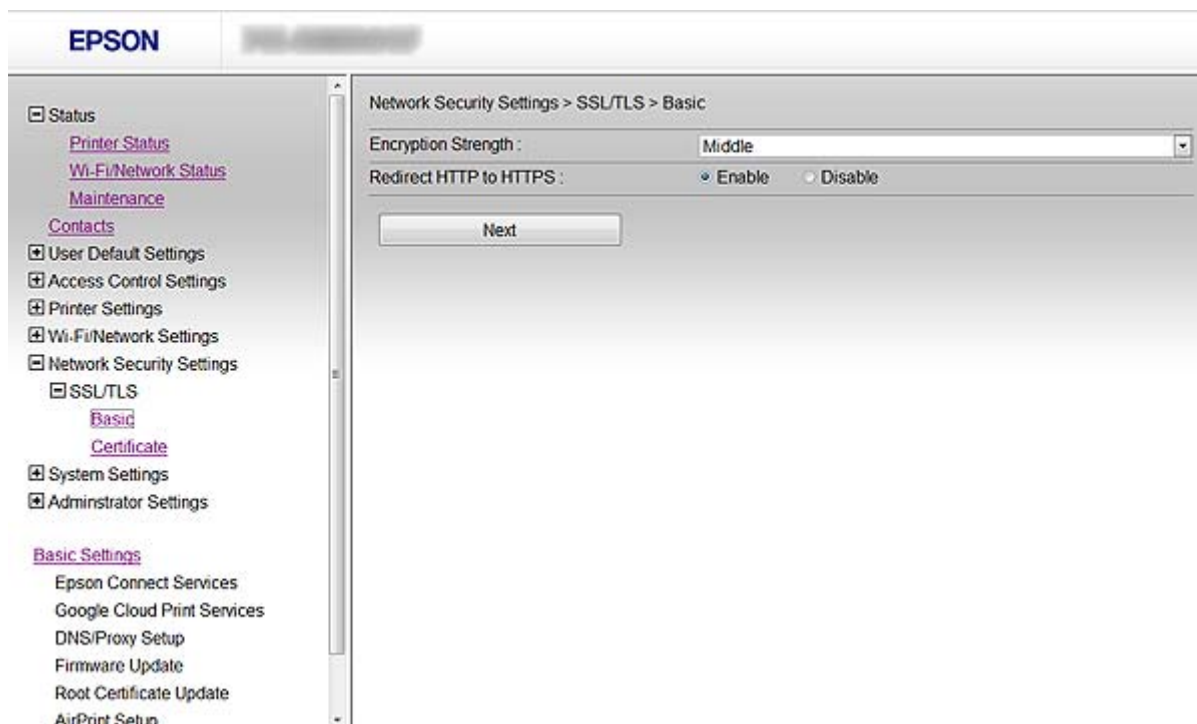 EPSON
Status
Printer Status
Wi-Fi/Network Status
Maintenance
Contacts
User Default Settings
Access Control Settings
Printer Settings
Wi-Fi/Network Settings
Network Security Settings
SSL/TLS
Basic
Certificate
System Settings
Adminstrator Settings
Basic Settings
Epson Connect Services
Google Cloud Print Services
DNS/Proxy Setup
Firmware Update
Root Certificate Update
AirPrint Setup
Network Security Settings > SSL/TLS > Basic
Encryption Strength : Middle
Redirect HTTP to HTTPS : Enable Disable
Next